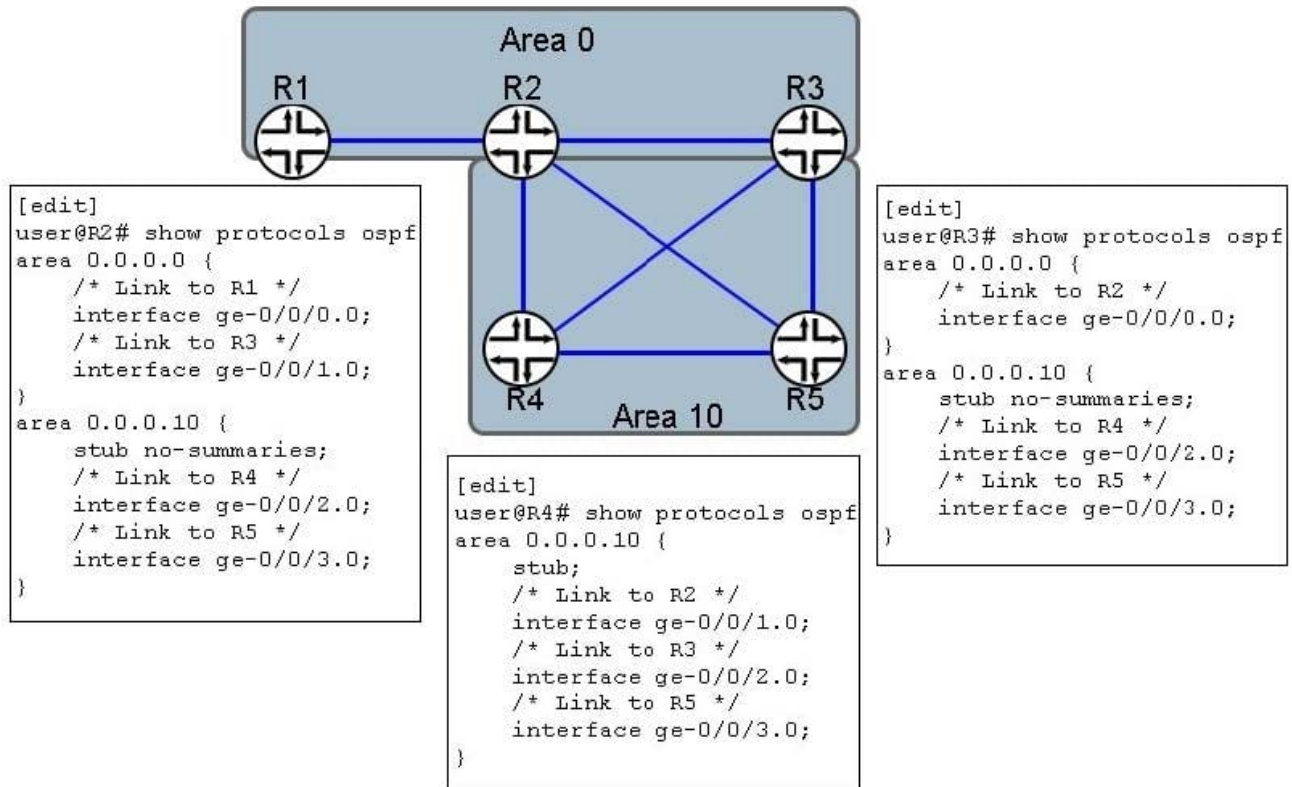 Area 0
R1
R2
R3
[edit]
user@R2# show protocols ospf
area 0.0.0.0 {
    /* Link to R1 */
    interface ge-0/0/0.0;
    /* Link to R3 */
    interface ge-0/0/1.0;
}
area 0.0.0.10 {
    stub no-summaries;
    /* Link to R4 */
    interface ge-0/0/2.0;
    /* Link to R5 */
    interface ge-0/0/3.0;
}
R4
Area 10
R5
[edit]
user@R4# show protocols ospf
area 0.0.0.10 {
    stub;
    /* Link to R2 */
    interface ge-0/0/1.0;
    /* Link to R3 */
    interface ge-0/0/2.0;
    /* Link to R5 */
    interface ge-0/0/3.0;
}
[edit]
user@R3# show protocols ospf
area 0.0.0.0 {
    /* Link to R2 */
    interface ge-0/0/0.0;
}
area 0.0.0.10 {
    stub no-summaries;
    /* Link to R4 */
    interface ge-0/0/2.0;
    /* Link to R5 */
    interface ge-0/0/3.0;
}